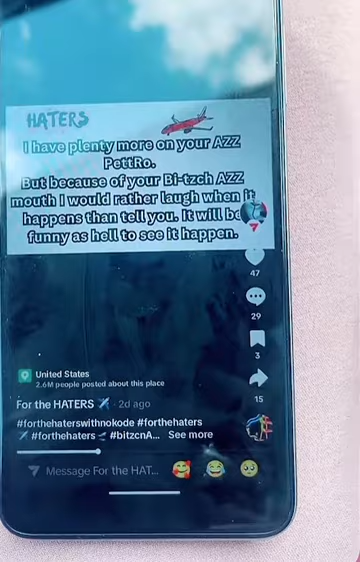 HATERS
I have plenty more on your AZZ
PettRo.
But because of your Bi-tzch AZZ
mouth I would rather laugh when it
happens than tell you. It will be
funny as hell to see it happen.
47
29
3
15
United States
2.6M people posted about this place
For the HATERS ✈️ · 2d ago
#forthehaterswithnokode #forthehaters
✈️ #forthehaters #bitzcnA... See more
Message For the HAT...